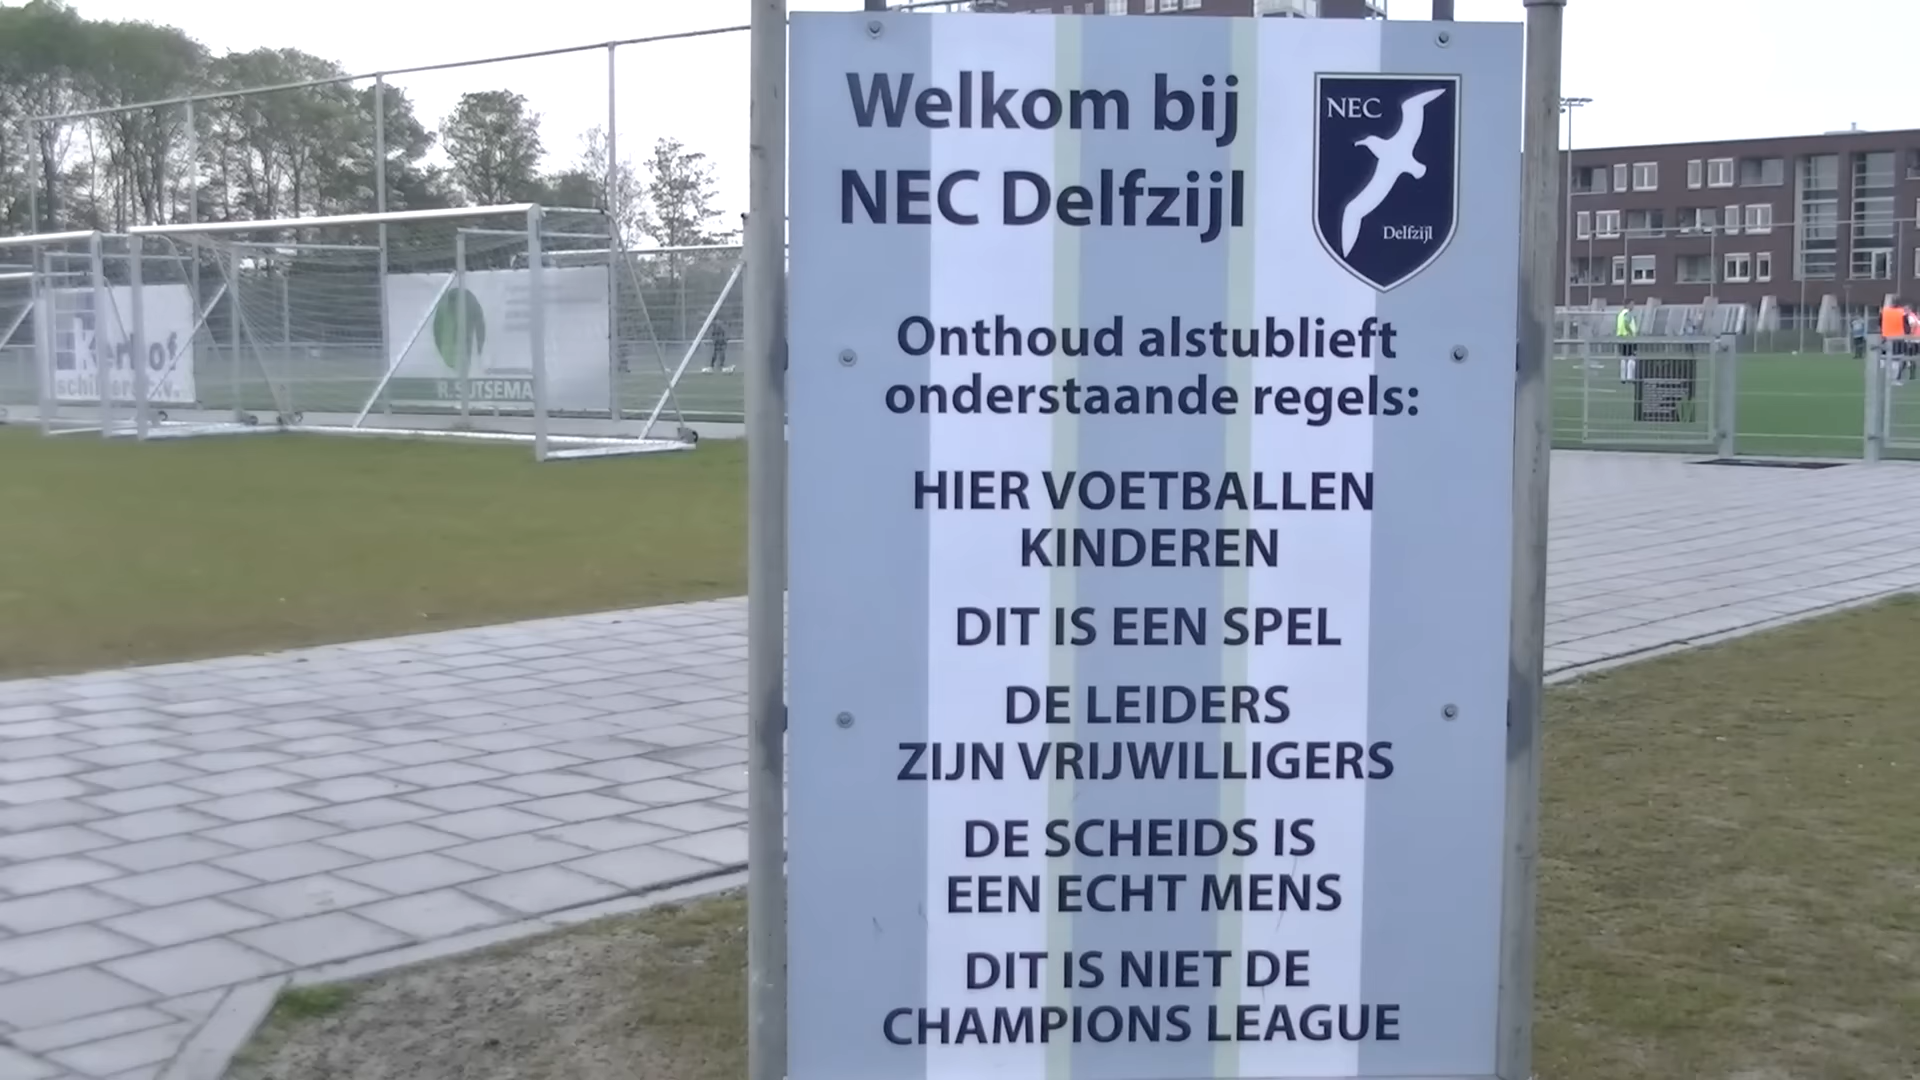 Welkom bij
NEC Delfzijl
NEC
Delfzijl
Onthoud alstublieft
onderstaande regels:
HIER VOETBALLEN
KINDEREN
DIT IS EEN SPEL
DE LEIDERS
ZIJN VRIJWILLIGERS
DE SCHEIDS IS
EEN ECHT MENS
DIT IS NIET DE
CHAMPIONS LEAGUE